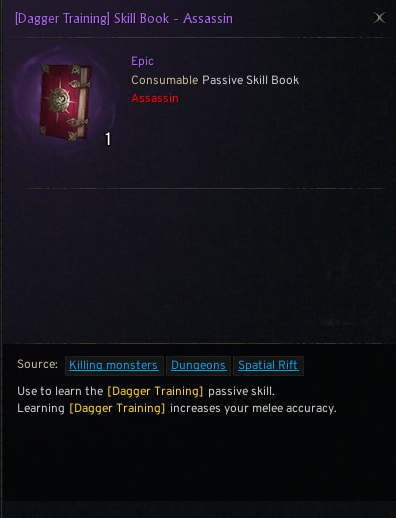 [Dagger Training] Skill Book - Assassin
Epic
Consumable Passive Skill Book
Assassin
1
Source: Killing monsters Dungeons Spatial Rift
Use to learn the [Dagger Training] passive skill.
Learning [Dagger Training] increases your melee accuracy.